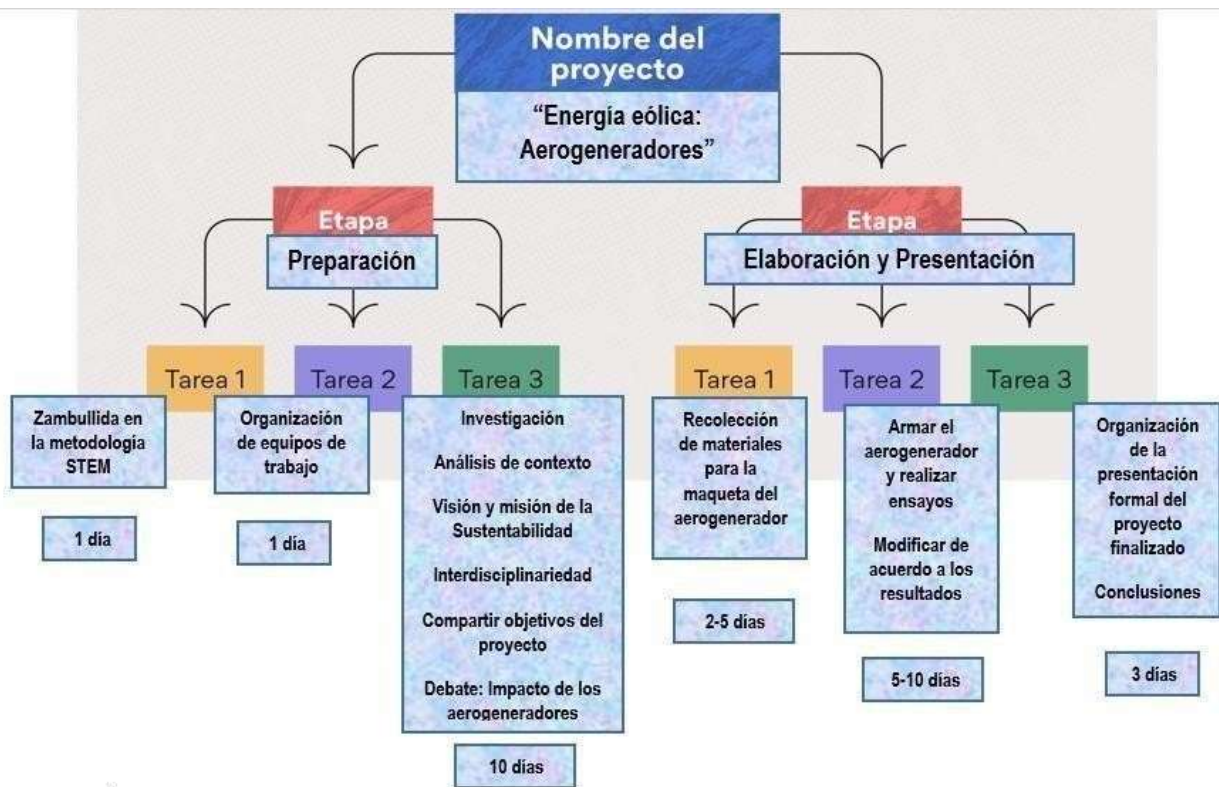 Nombre del
proyecto
“Energía eólica:
Aerogeneradores”
Etapa
Preparación
Tarea 1
Zambullida en
la metodología
STEM
1 día
Tarea 2
Organización
de equipos de
trabajo
1 día
Tarea 3
Investigación
Análisis de contexto
Visión y misión de la
Sustentabilidad
Interdisciplinariedad
Compartir objetivos del
proyecto
Debate: Impacto de los
aerogeneradores
10 días
Etapa
Elaboración y Presentación
Tarea 1
Recolección
de materiales
para la
maqueta del
aerogenerador
2-5 días
Tarea 2
Armar el
aerogenerador
y realizar
ensayos
Modificar de
acuerdo a los
resultados
5-10 días
Tarea 3
Organización
de la
presentación
formal del
proyecto
finalizado
Conclusiones
3 días